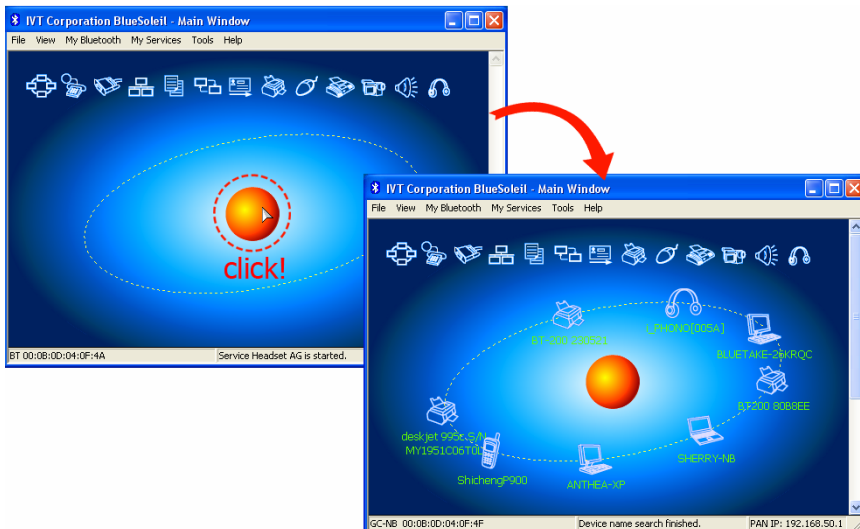 IVT Corporation BlueSoleil - Main Window
File View My Bluetooth My Services Tools Help
click!
BT 00:0B:0D:04:0F:4A
Service Headset AG is started.
IVT Corporation BlueSoleil - Main Window
File View My Bluetooth My Services Tools Help
I_PHONO[005A]
BT-200
BLUETAKE-26KRQC
BT200 80B8EE
deskjet 995c S/N
MY1951C06T0L
SHERRY-NB
ShichengP900
ANTHEA-XP
GC-NB 00:0B:0D:04:0F:4F
Device name search finished.
PAN IP: 192.168.50.1